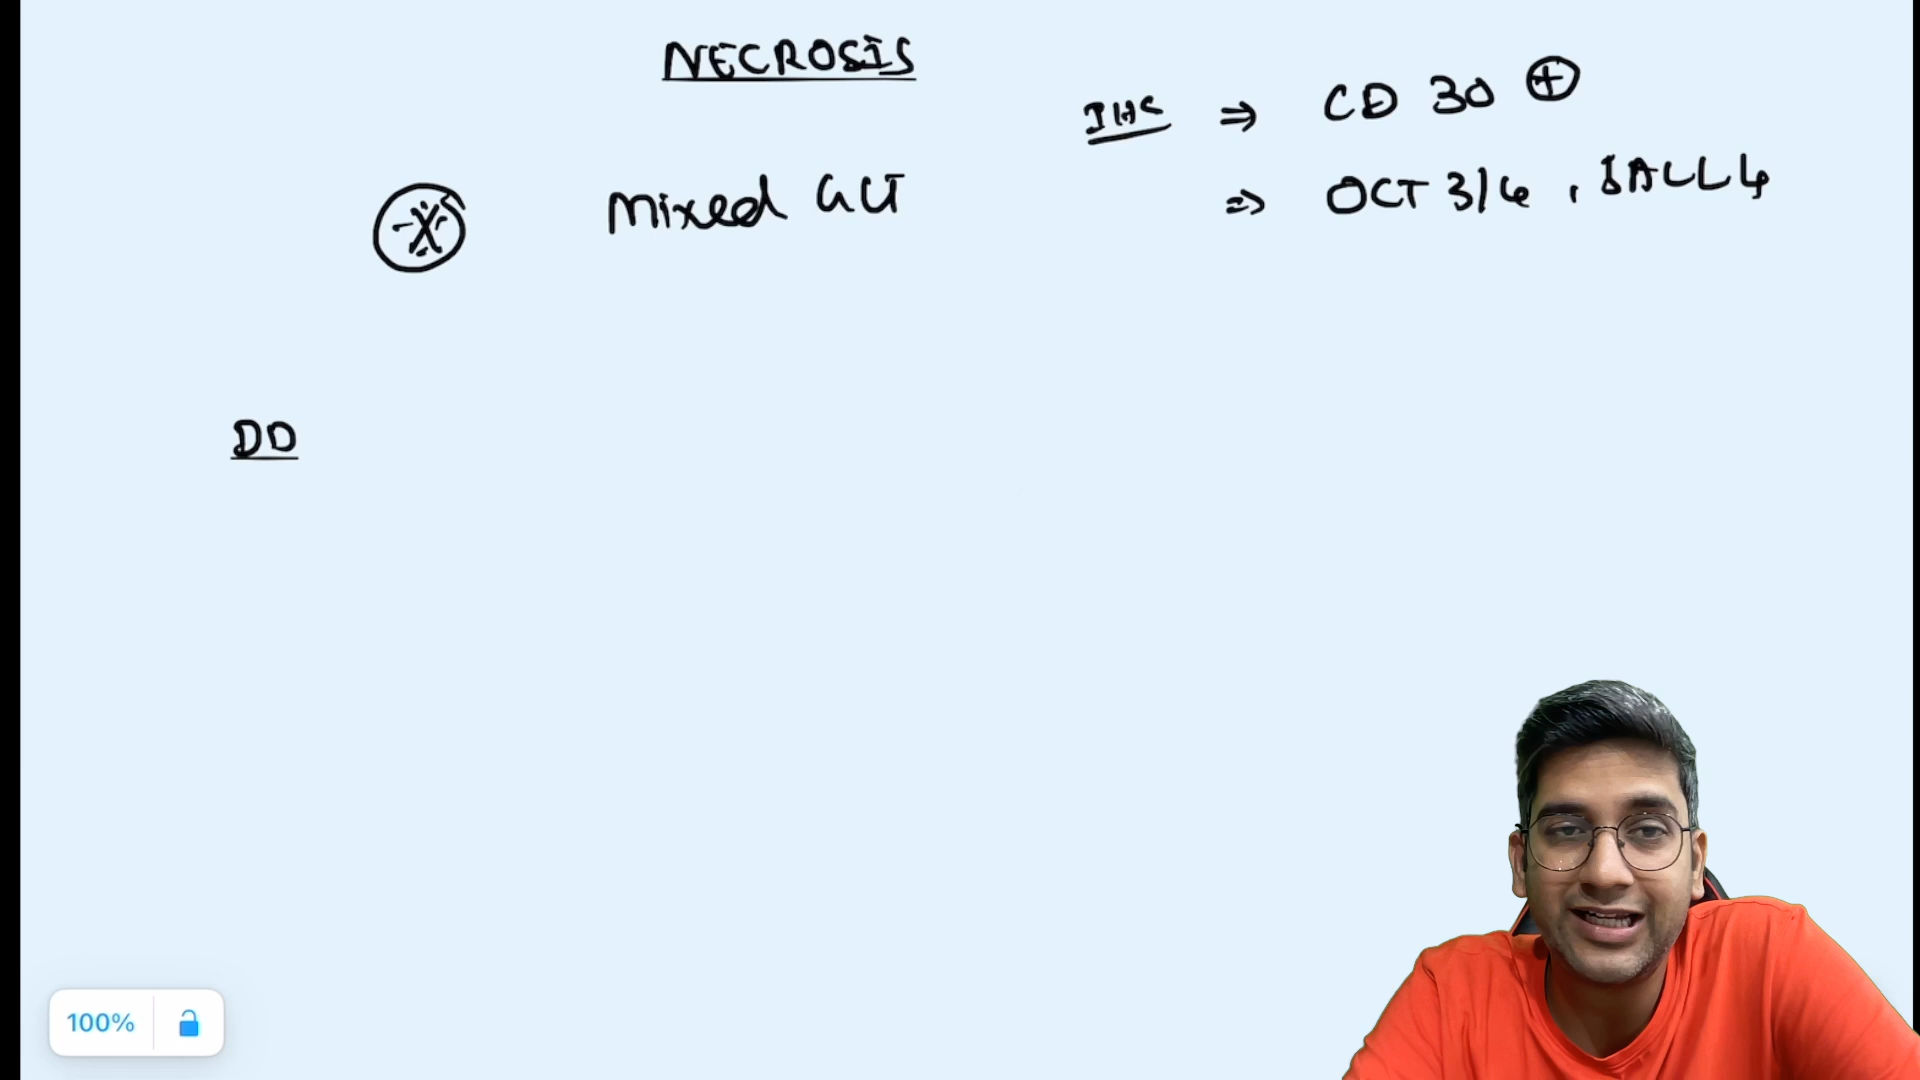 NECROSIS
IHC ⇒ CD 30 ⊕
Mixed GCT
⇒ OCT 3/4, SALL4
DD
100%